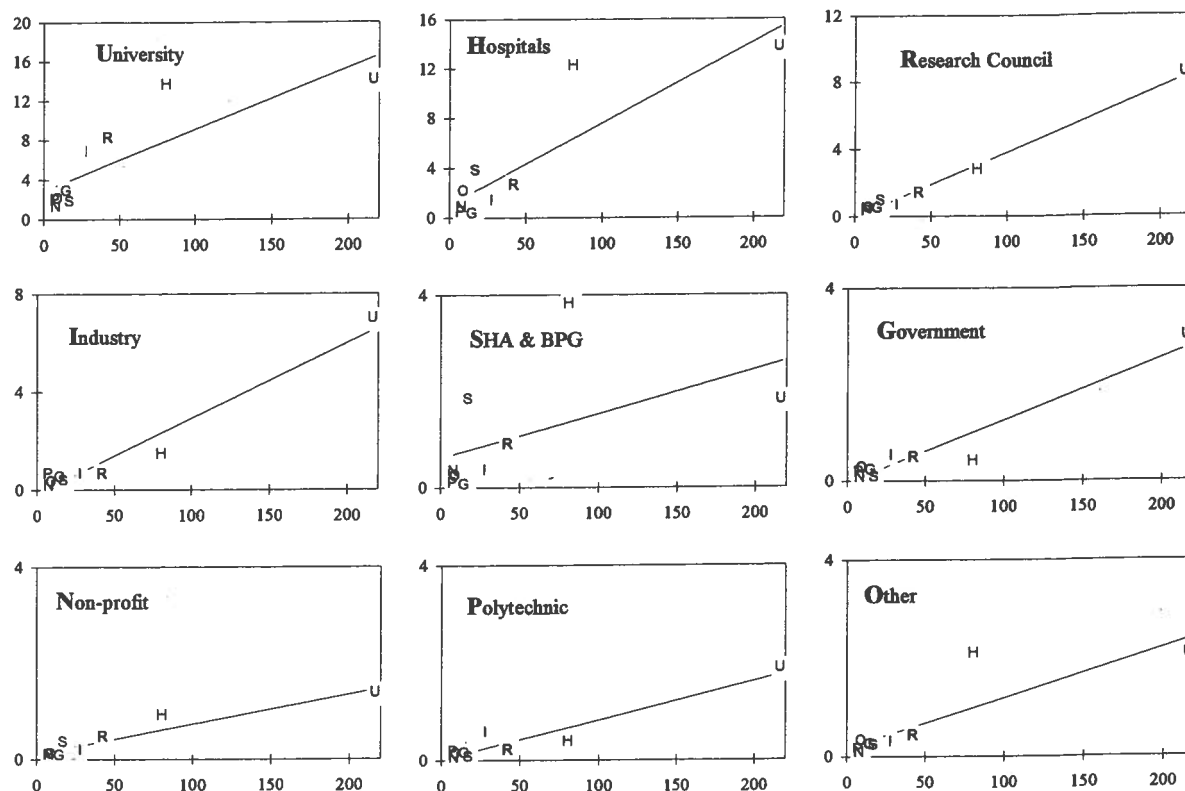 20
16
12
8
4
0
University
H
U
R
I
G
S
N
0 50 100 150 200
16
12
8
4
0
Hospitals
H
U
S
R
O
I
N
G
0 50 100 150 200
12
8
4
0
Research Council
U
H
R
S
I
G
0 50 100 150 200
8
4
0
Industry
U
H
P G I R
O S
N
0 50 100 150 200
4
0
SHA & BPG
H
S
U
R
N I
G
0 50 100 150 200
4
0
Government
U
I R H
O G
N S
0 50 100 150 200
4
0
Non-profit
U
H
R
S
I
G
0 50 100 150 200
4
0
Polytechnic
U
I
H
R
G
N S
0 50 100 150 200
4
0
Other
H
U
R
O
I
G S
N
0 50 100 150 200